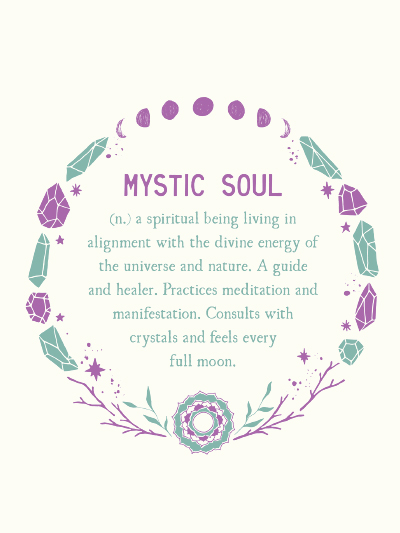 MYSTIC SOUL
(n.) a spiritual being living in
alignment with the divine energy of
the universe and nature. A guide
and healer. Practices meditation and
manifestation. Consults with
crystals and feels every
full moon.